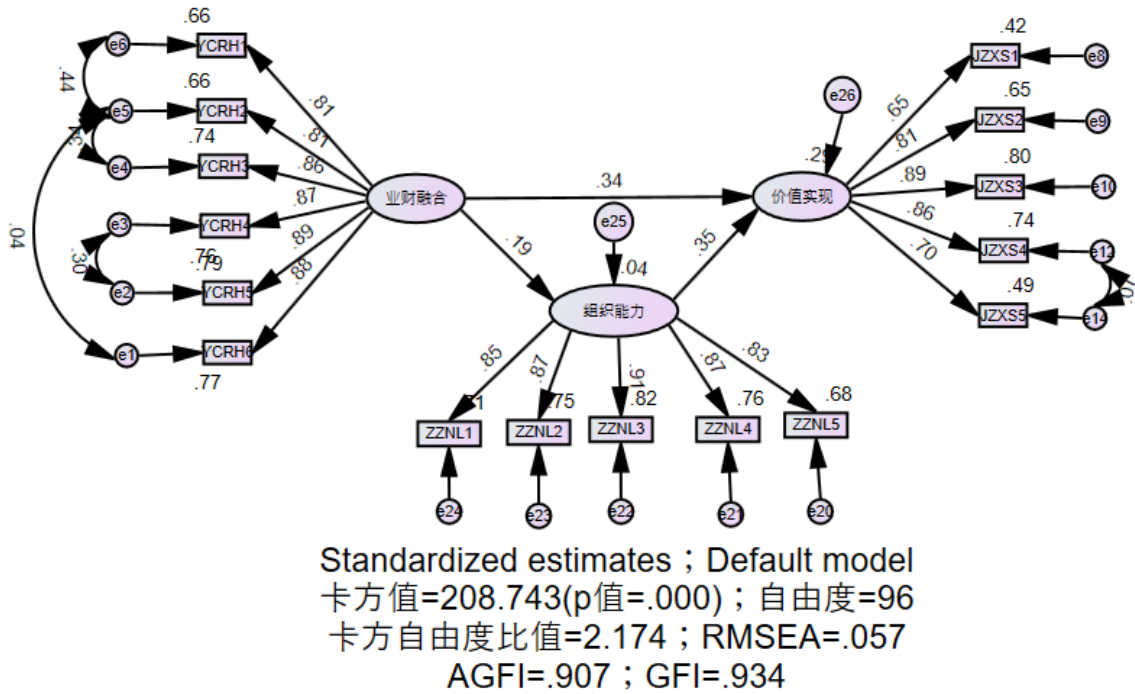 .66
e6
YCRH1
.44
.66
e5
YCRH2
.74
e4
YCRH3
e3
YCRH4
.30
.76
.79
e2
YCRH5
.04
e1
YCRH6
.77
.81
.81
.86
.87
.89
.88
业财融合
.34
.19
e25
.04
组织能力
.35
e26
价值实现
.65
.81
.89
.86
.70
.42
JZXS1
e8
.65
JZXS2
e9
.80
JZXS3
e10
.74
JZXS4
e12
.49
JZXS5
e14
.85
.87
.91
.87
.83
.75
.82
.76
.68
ZZNL1
ZZNL2
ZZNL3
ZZNL4
ZZNL5
e24
e23
e22
e21
e20
Standardized estimates；Default model
卡方值=208.743(p值=.000)；自由度=96
卡方自由度比值=2.174；RMSEA=.057
AGFI=.907；GFI=.934